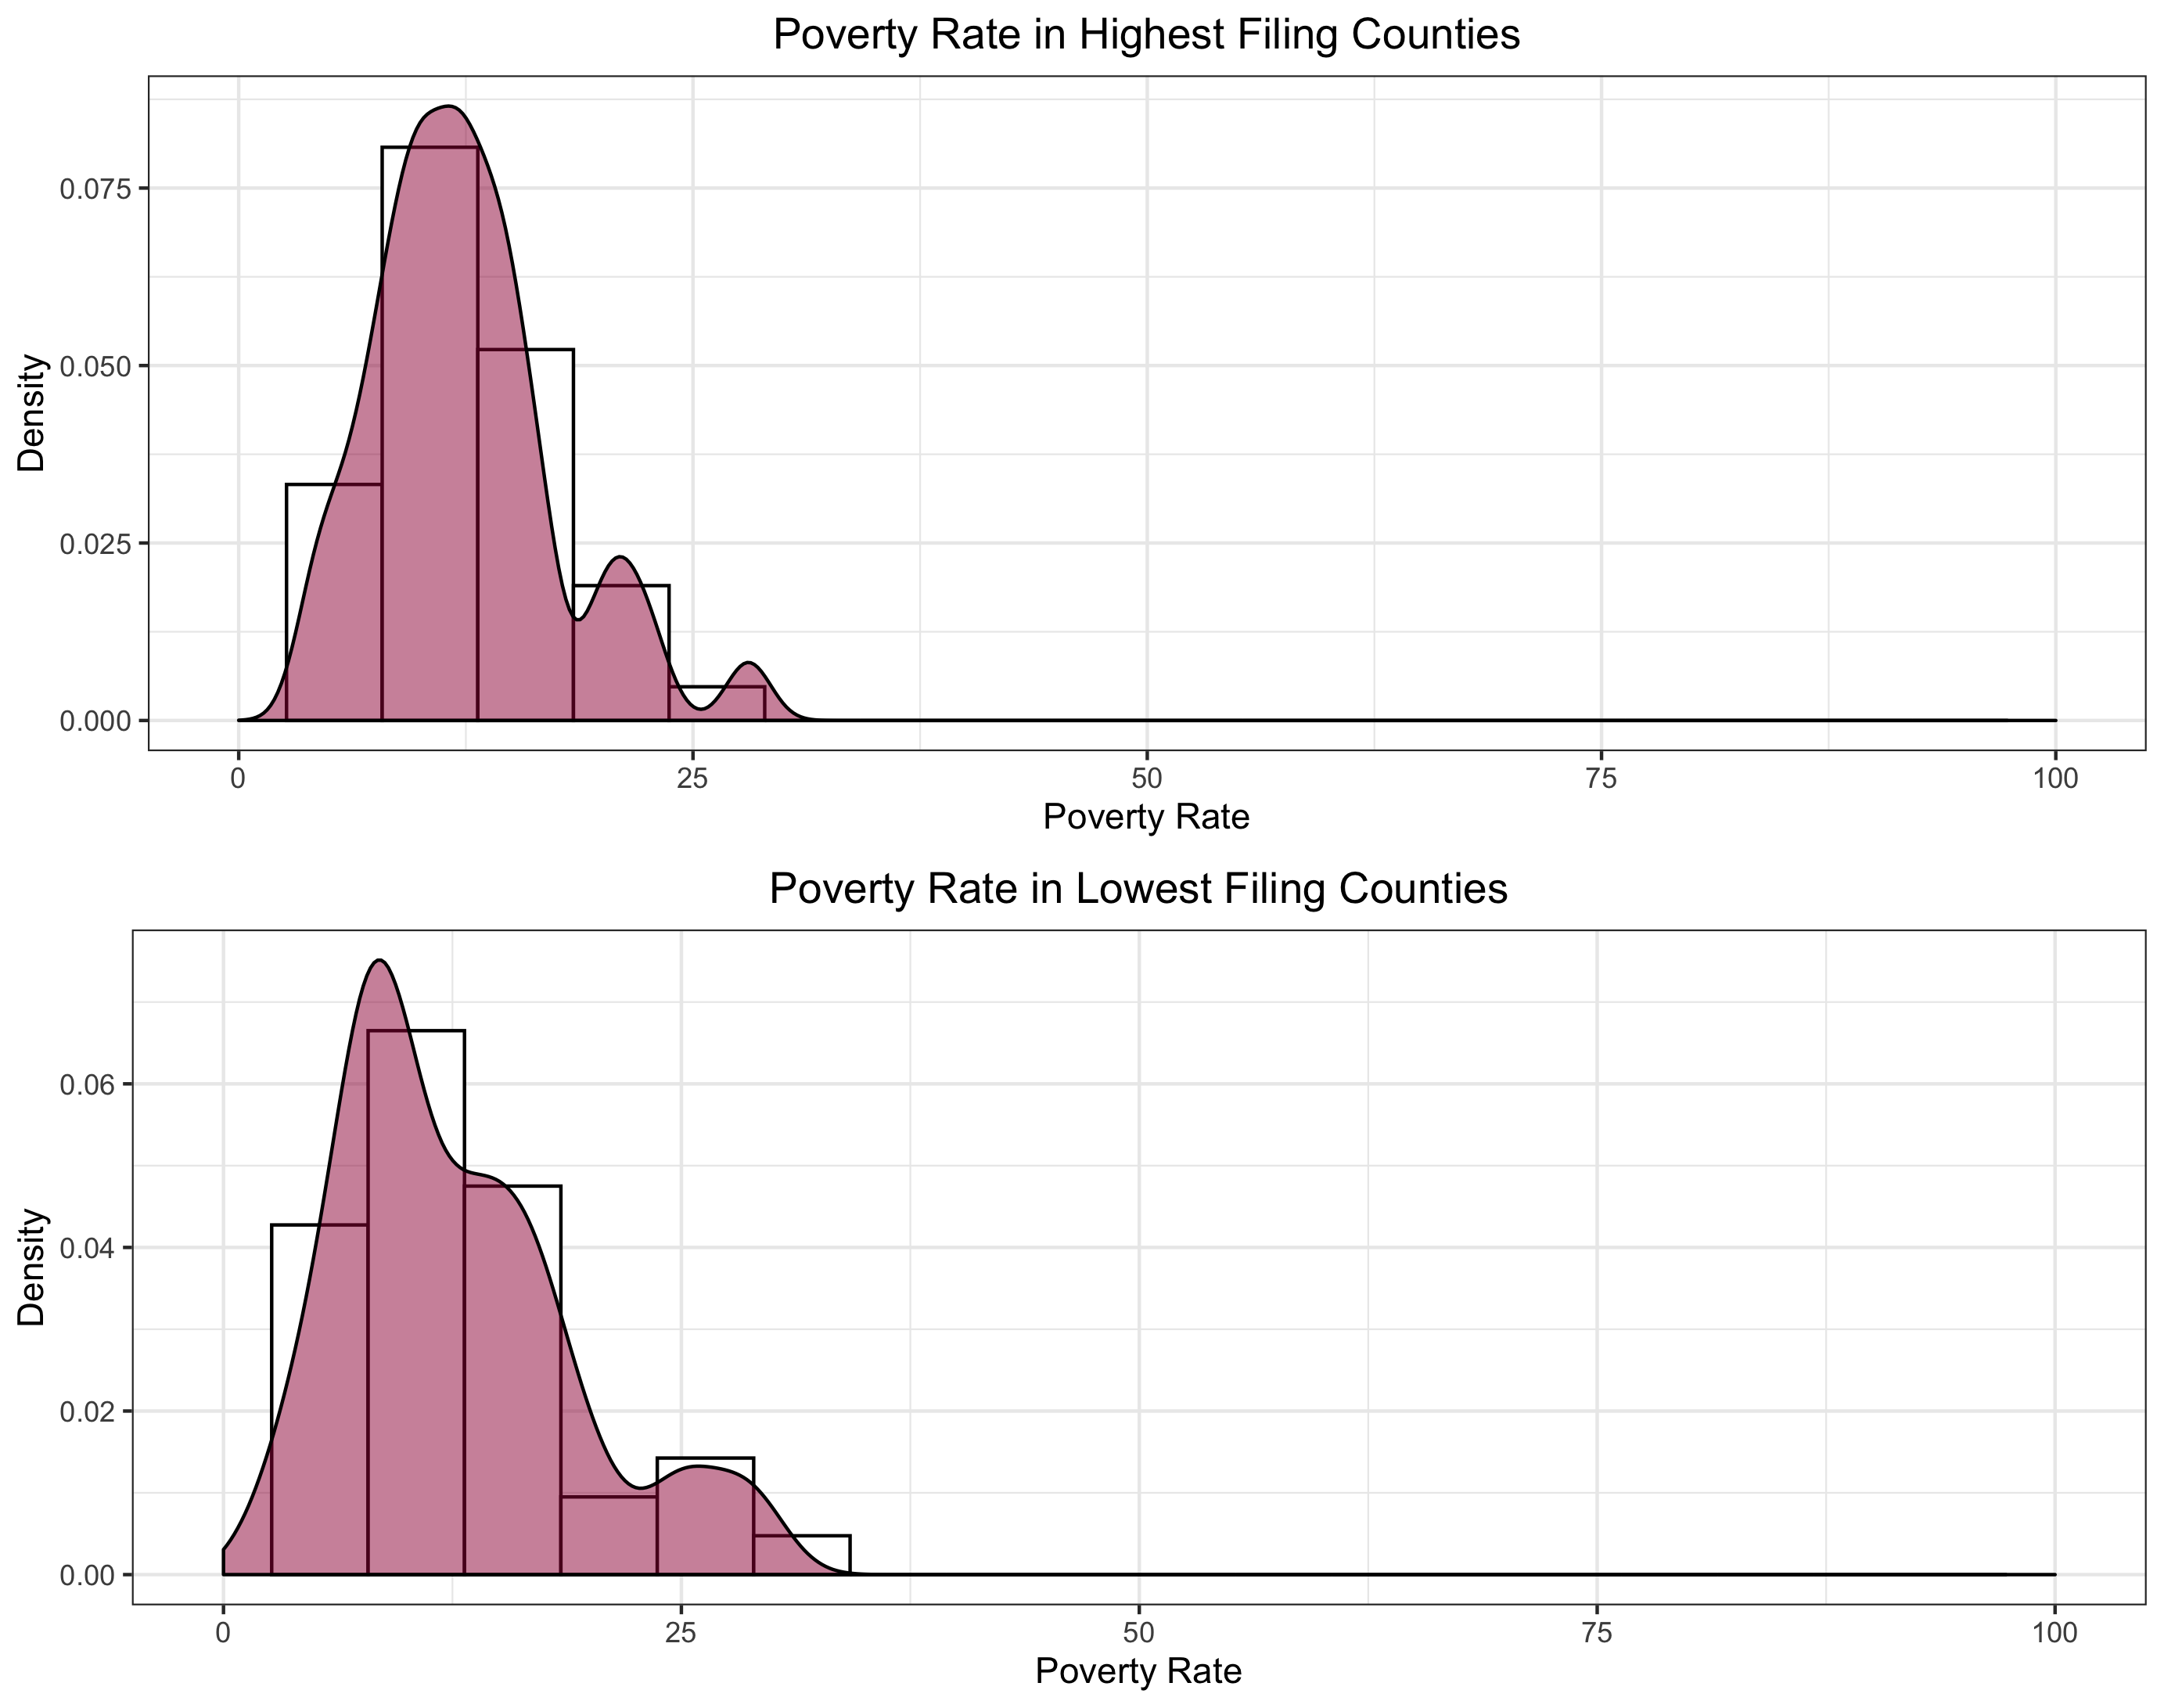 Poverty Rate in Highest Filing Counties
Density
0.075
0.050
0.025
0.000
0 25 50 75 100
Poverty Rate
Poverty Rate in Lowest Filing Counties
Density
0.06
0.04
0.02
0.00
0 25 50 75 100
Poverty Rate